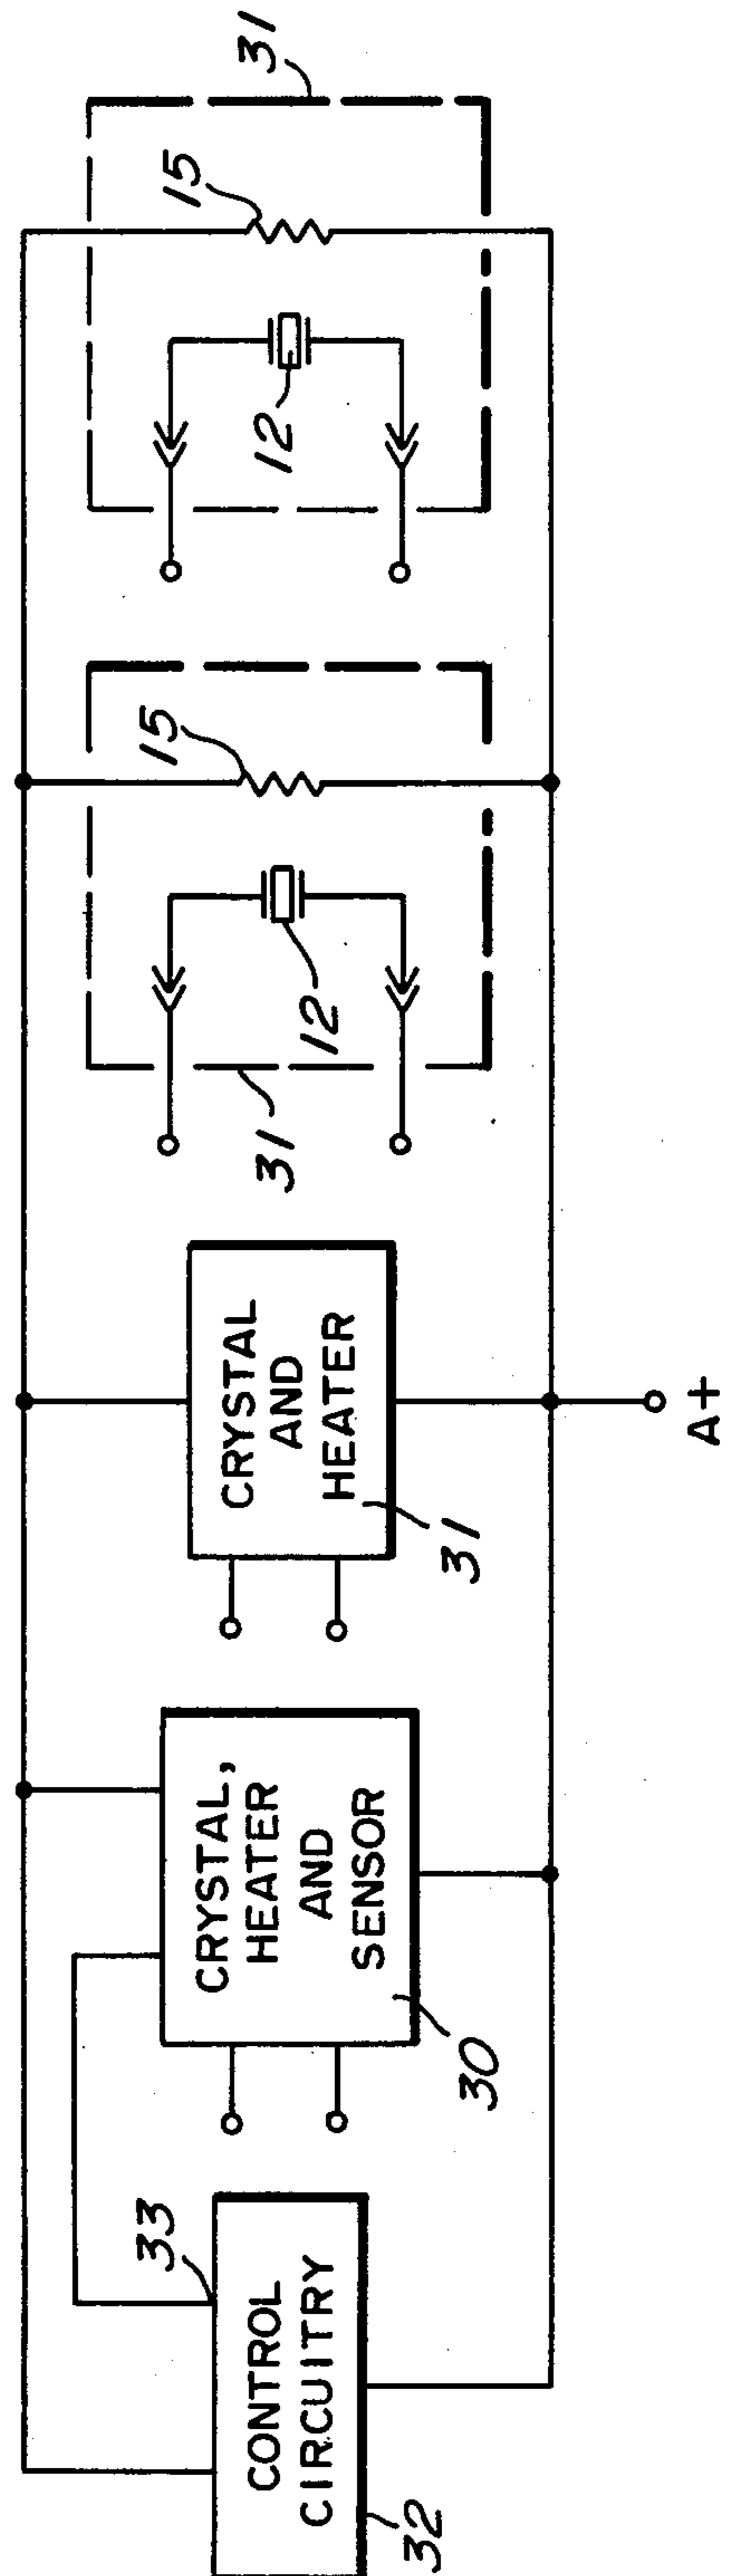 CONTROL
CIRCUITRY
32
33
CRYSTAL,
HEATER
AND
SENSOR
30
CRYSTAL
AND
HEATER
31
A+
31
12
15
12
15
31